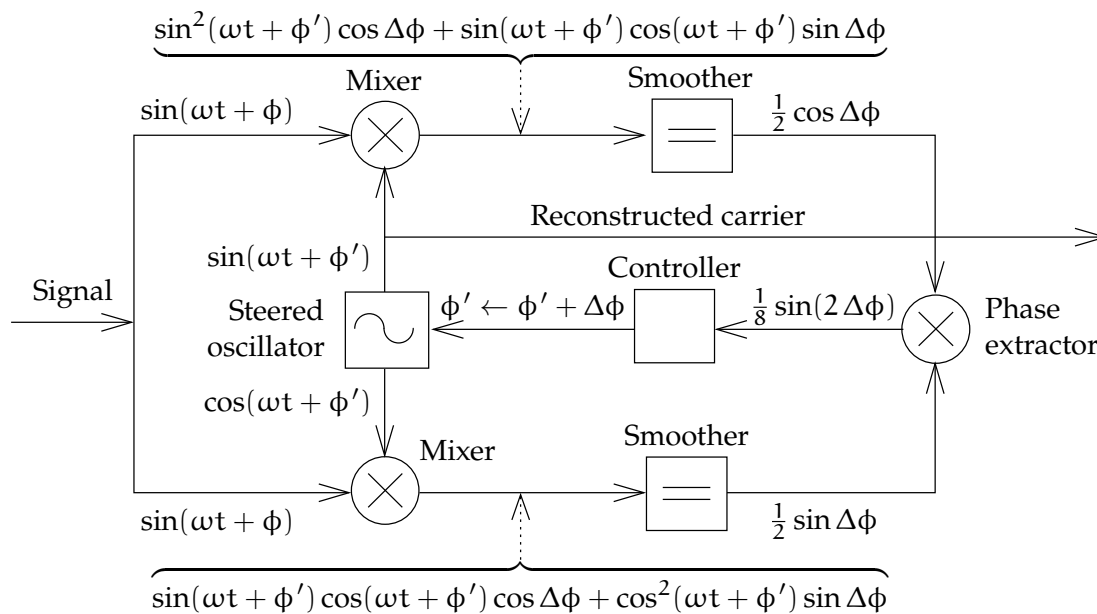 sin²(ωt + ϕ′) cos Δϕ + sin(ωt + ϕ′) cos(ωt + ϕ′) sin Δϕ
Mixer
Smoother
sin(ωt + ϕ)
½ cos Δϕ
Reconstructed carrier
sin(ωt + ϕ′)
Controller
Signal
Steered
oscillator
ϕ′ ← ϕ′ + Δϕ
⅛ sin(2 Δϕ)
Phase
extractor
cos(ωt + ϕ′)
Mixer
Smoother
sin(ωt + ϕ)
½ sin Δϕ
sin(ωt + ϕ′) cos(ωt + ϕ′) cos Δϕ + cos²(ωt + ϕ′) sin Δϕ